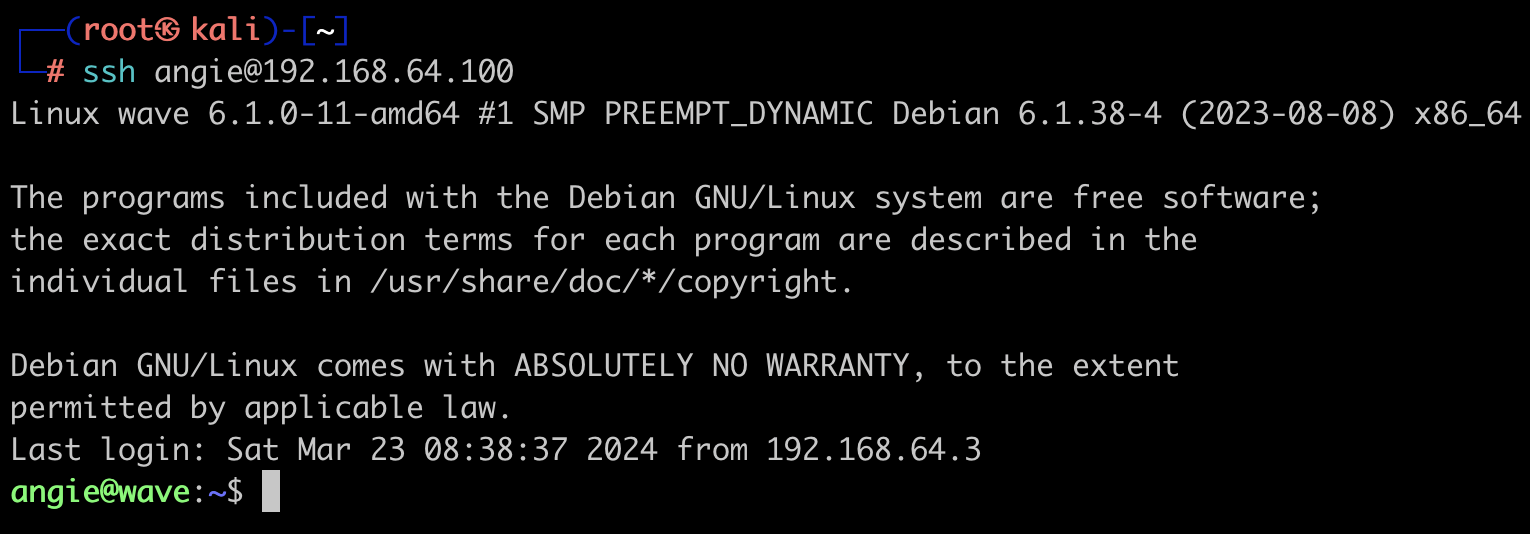 ┌──(root㉿kali)-[~]
└─# ssh angie@192.168.64.100
Linux wave 6.1.0-11-amd64 #1 SMP PREEMPT_DYNAMIC Debian 6.1.38-4 (2023-08-08) x86_64
The programs included with the Debian GNU/Linux system are free software;
the exact distribution terms for each program are described in the
individual files in /usr/share/doc/*/copyright.
Debian GNU/Linux comes with ABSOLUTELY NO WARRANTY, to the extent
permitted by applicable law.
Last login: Sat Mar 23 08:38:37 2024 from 192.168.64.3
angie@wave:~$